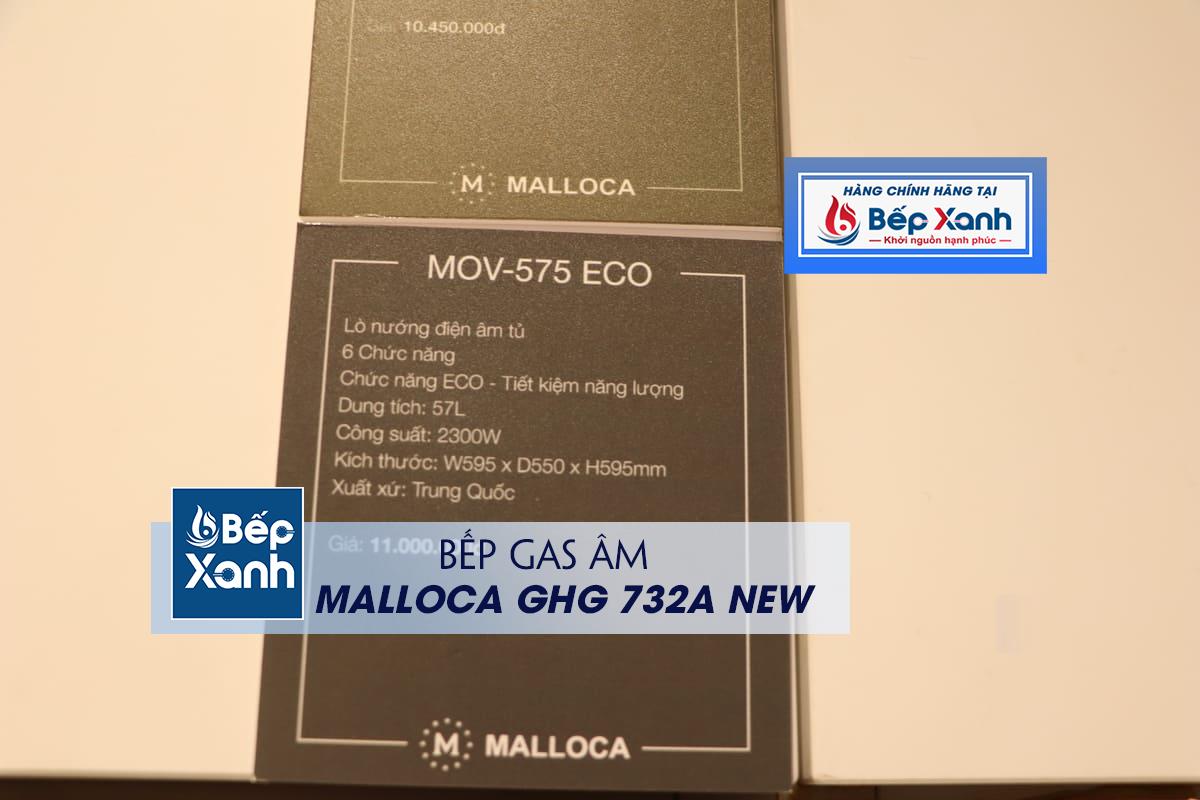 Giá: 10.450.000đ
M MALLOCA
HÀNG CHÍNH HÃNG TẠI
Bếp Xanh
Khởi nguồn hạnh phúc
MOV-575 ECO
Lò nướng điện âm tủ
6 Chức năng
Chức năng ECO - Tiết kiệm năng lượng
Dung tích: 57L
Công suất: 2300W
Kích thước: W595 x D550 x H595mm
Xuất xứ: Trung Quốc
Giá: 11.000.
Bếp
Xanh
BẾP GAS ÂM
MALLOCA GHG 732A NEW
M MALLOCA